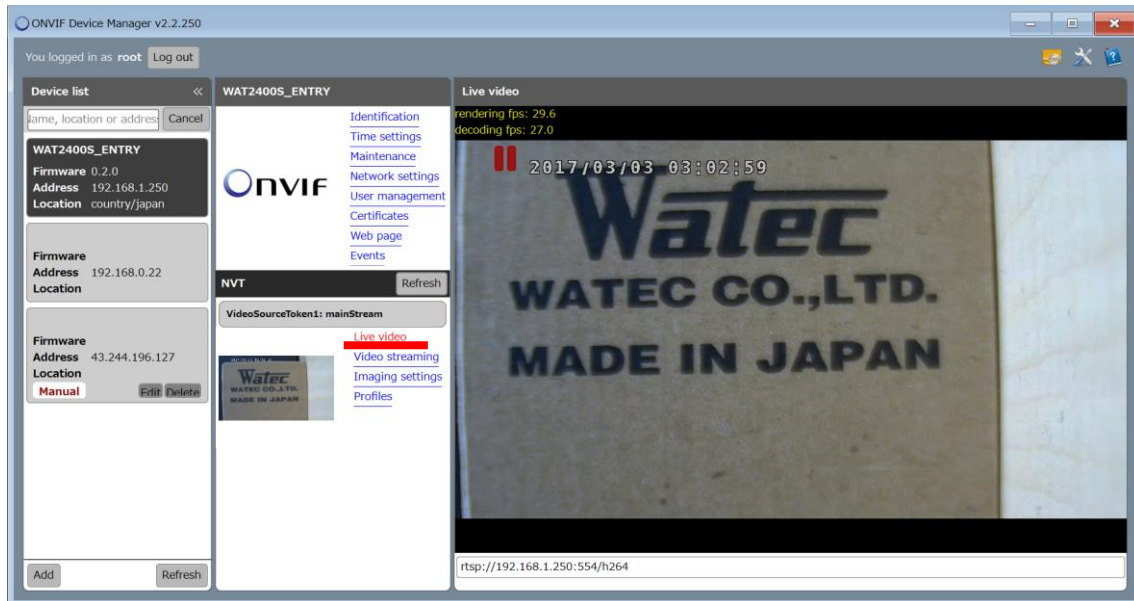 ONVIF Device Manager v2.2.250
You logged in as root Log out
Device list «
Name, location or addres Cancel
WAT2400S_ENTRY
Firmware 0.2.0
Address 192.168.1.250
Location country/japan
Firmware
Address 192.168.0.22
Location
Firmware
Address 43.244.196.127
Location
Manual Edit Delete
Add Refresh
WAT2400S_ENTRY
ONVIF
Identification
Time settings
Maintenance
Network settings
User management
Certificates
Web page
Events
NVT Refresh
VideoSourceToken1: mainStream
Live video
Video streaming
Imaging settings
Profiles
Watec
WATEC CO.,LTD.
MADE IN JAPAN
Live video
rendering fps: 29.6
decoding fps: 27.0
2017/03/03 03:02:59
Watec
WATEC CO.,LTD.
MADE IN JAPAN
rtsp://192.168.1.250:554/h264